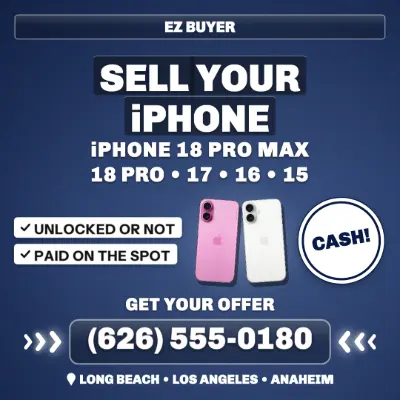 EZ BUYER
SELL YOUR
iPHONE
iPHONE 18 PRO MAX
18 PRO • 17 • 16 • 15
✓ UNLOCKED OR NOT
✓ PAID ON THE SPOT
CASH!
GET YOUR OFFER
(626) 555-0180
LONG BEACH • LOS ANGELES • ANAHEIM